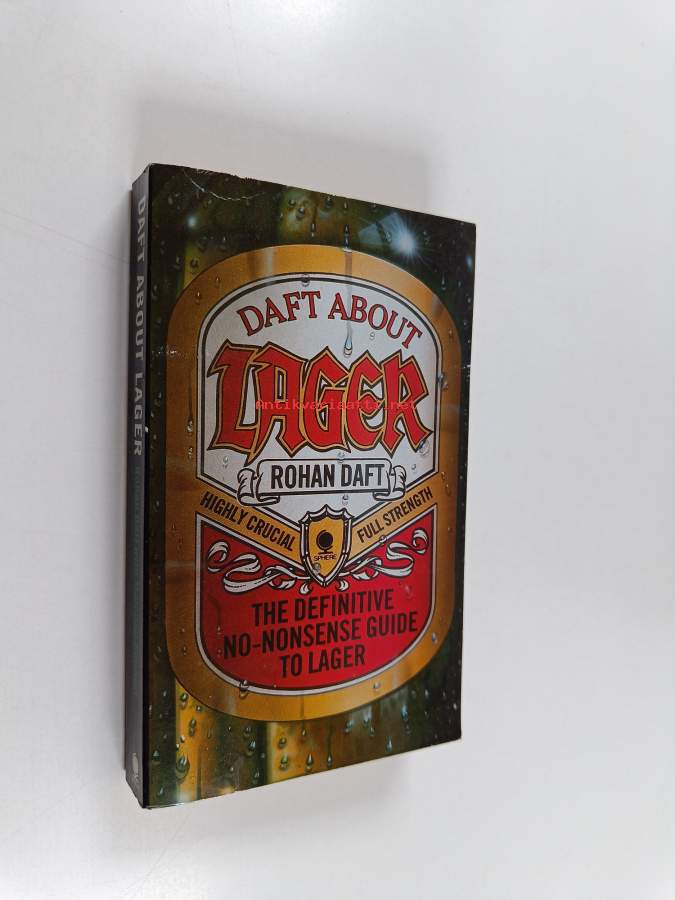 DAFT ABOUT LAGER
DAFT ABOUT
LAGER
Antikvariaatti.net
ROHAN DAFT
HIGHLY CRUCIAL
FULL STRENGTH
SPHERE
THE DEFINITIVE
NO-NONSENSE GUIDE
TO LAGER